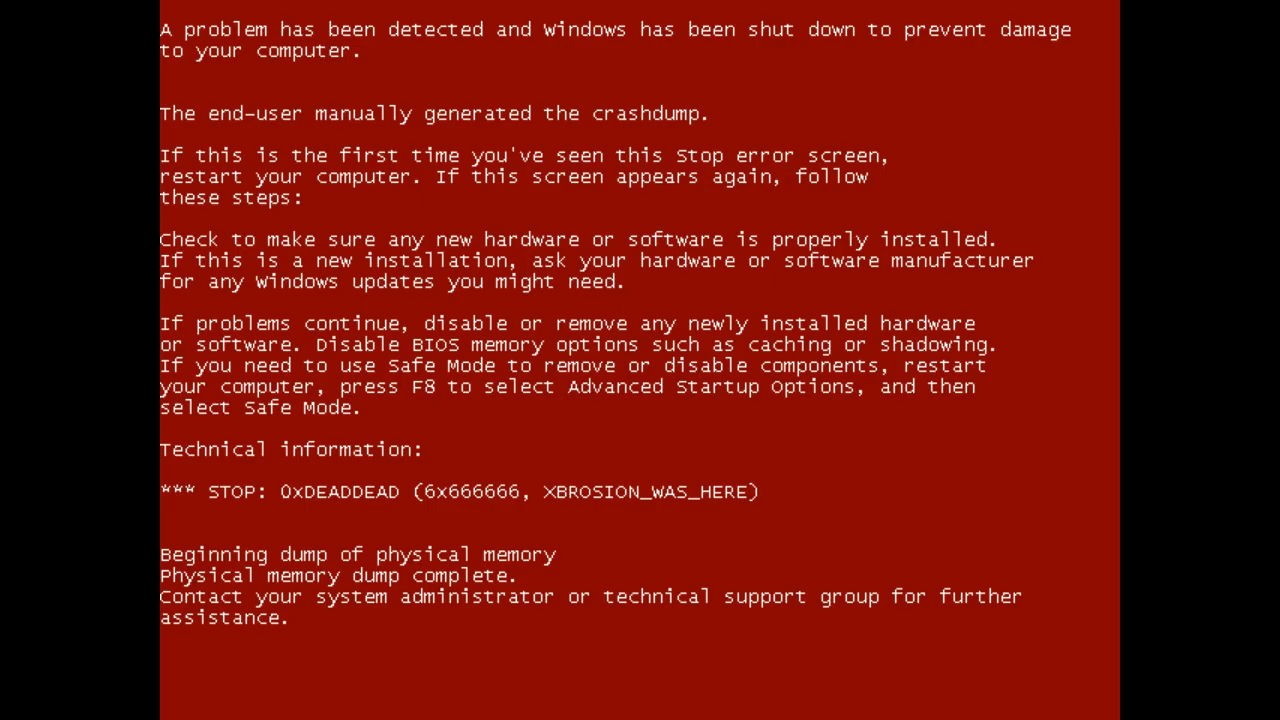 A problem has been detected and Windows has been shut down to prevent damage
to your computer.
The end-user manually generated the crashdump.
If this is the first time you've seen this Stop error screen,
restart your computer. If this screen appears again, follow
these steps:
Check to make sure any new hardware or software is properly installed.
If this is a new installation, ask your hardware or software manufacturer
for any Windows updates you might need.
If problems continue, disable or remove any newly installed hardware
or software. Disable BIOS memory options such as caching or shadowing.
If you need to use Safe Mode to remove or disable components, restart
your computer, press F8 to select Advanced Startup Options, and then
select Safe Mode.
Technical information:
*** STOP: 0xDEADDEAD (6x666666, XBROSION_WAS_HERE)
Beginning dump of physical memory
Physical memory dump complete.
Contact your system administrator or technical support group for further
assistance.